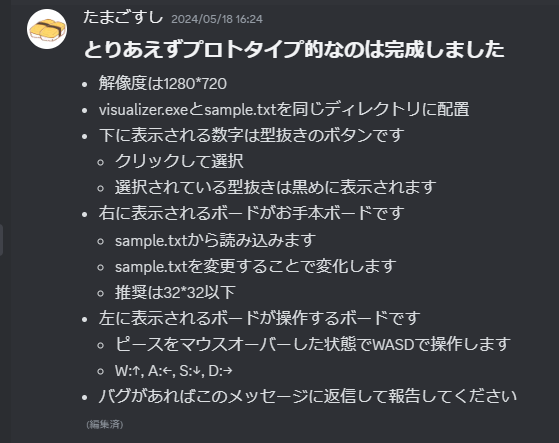 たまごすし 2024/05/18 16:24
とりあえずプロトタイプ的なのは完成しました
• 解像度は1280*720
• visualizer.exeとsample.txtを同じディレクトリに配置
• 下に表示される数字は型抜きのボタンです
◦ クリックして選択
◦ 選択されている型抜きは黒めに表示されます
• 右に表示されるボードがお手本ボードです
◦ sample.txtから読み込みます
◦ sample.txtを変更することで変化します
◦ 推奨は32*32以下
• 左に表示されるボードが操作するボードです
◦ ピースをマウスオーバーした状態でWASDで操作します
◦ W:↑, A:←, S:↓, D:→
• バグがあればこのメッセージに返信して報告してください
(編集済)